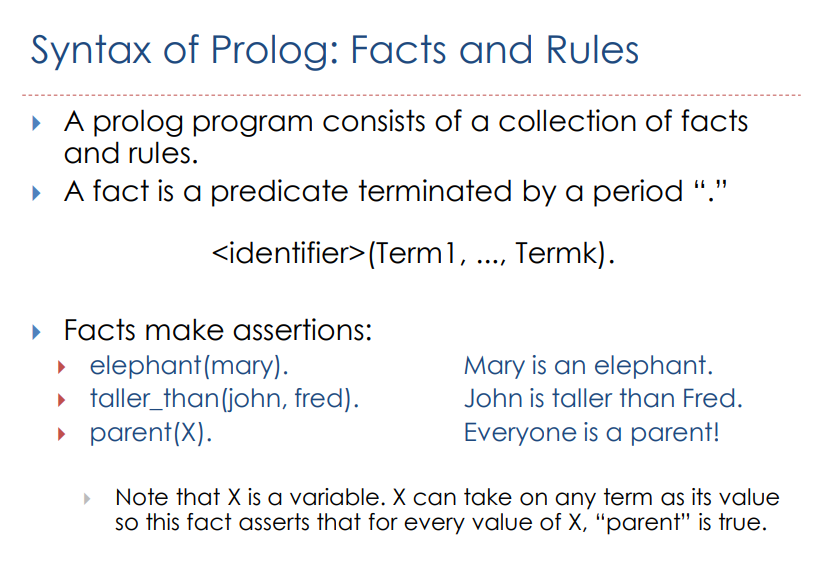 Syntax of Prolog: Facts and Rules
A prolog program consists of a collection of facts
and rules.
A fact is a predicate terminated by a period “.”
<identifier>(Term1, ..., Termk).
Facts make assertions:
elephant(mary). Mary is an elephant.
taller_than(john, fred). John is taller than Fred.
parent(X). Everyone is a parent!
Note that X is a variable. X can take on any term as its value
so this fact asserts that for every value of X, “parent” is true.